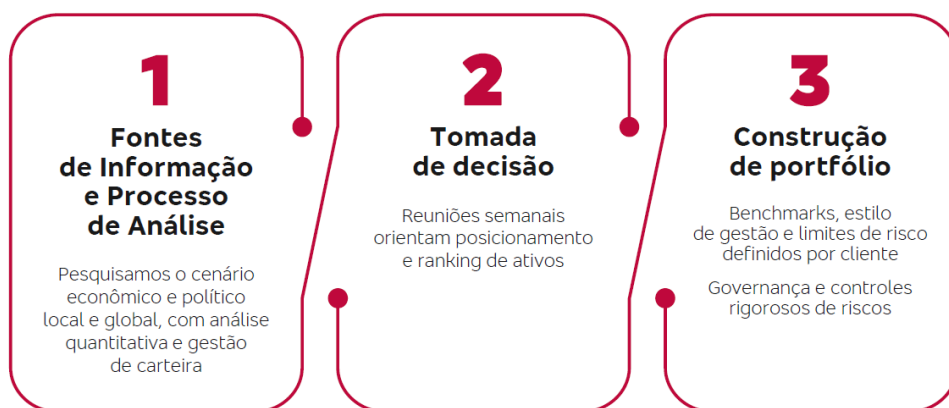 1
Fontes
de Informação
e Processo
de Análise
Pesquisamos o cenário
econômico e político
local e global, com análise
quantitativa e gestão
de carteira
2
Tomada
de decisão
Reuniões semanais
orientam posicionamento
e ranking de ativos
3
Construção
de portfólio
Benchmarks, estilo
de gestão e limites de risco
definidos por cliente
Governança e controles
rigorosos de riscos